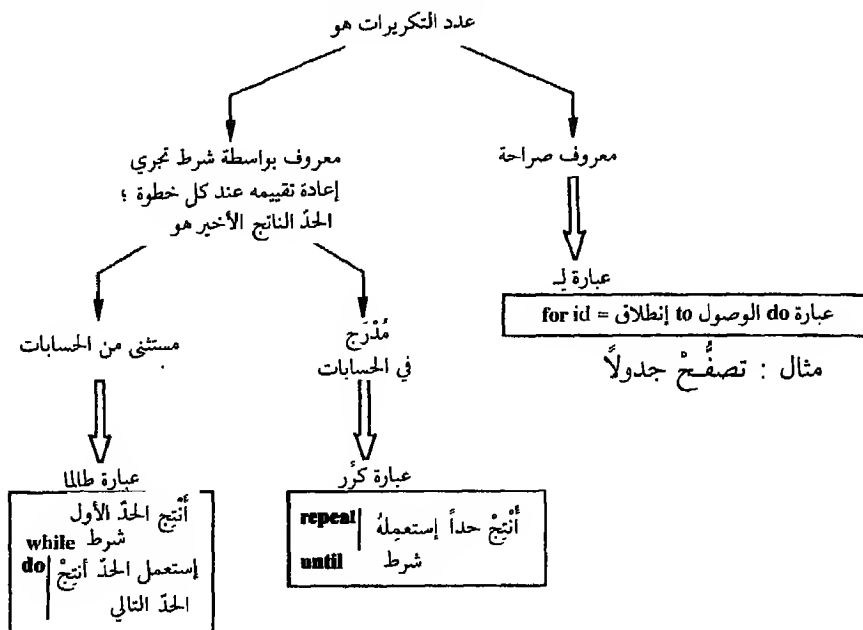 عدد التكريرات هو
معروف صراحة
معروف بواسطة شرط تجري
إعادة تقييمه عند كل خطوة ؛
الحدّ الناتج الأخير هو
عبارة لِـ
for id = إنطلاق to الوصول do عبارة
مثال : تصفُّحْ جدولاً
مُدْرَج
في الحسابات
مستثنى من الحسابات
عبارة كرِّر
repeat أَنْتِجْ حداً إستعمِلهُ
until شرط
عبارة طالما
أَنْتِج الحدّ الأول
while شرط
do إستعمل الحدّ أنتِجْ
الحدّ التالي